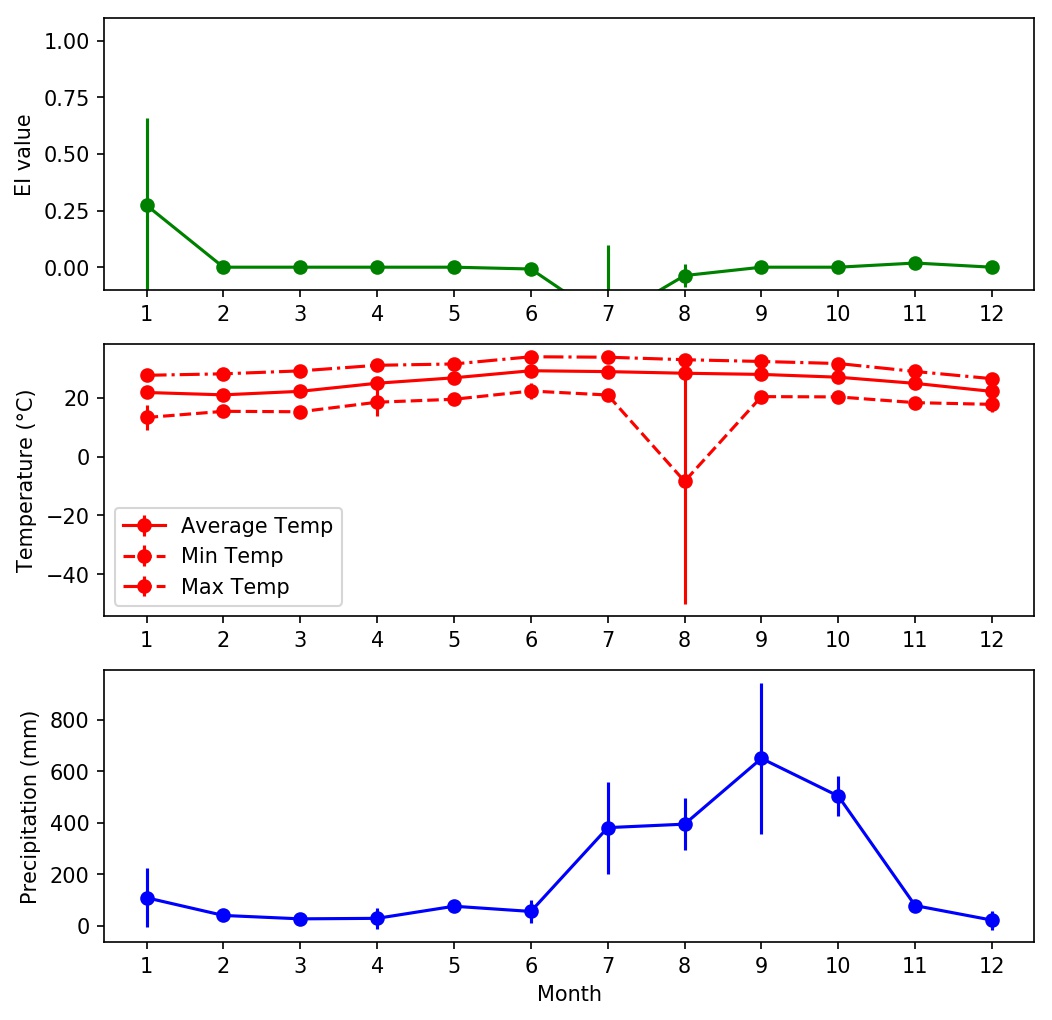 1.00
0.75
0.50
0.25
0.00
EI value
1 2 3 4 5 6 7 8 9 10 11 12
20
0
−20
−40
Temperature (°C)
Average Temp
Min Temp
Max Temp
1 2 3 4 5 6 7 8 9 10 11 12
800
600
400
200
0
Precipitation (mm)
1 2 3 4 5 6 7 8 9 10 11 12
Month